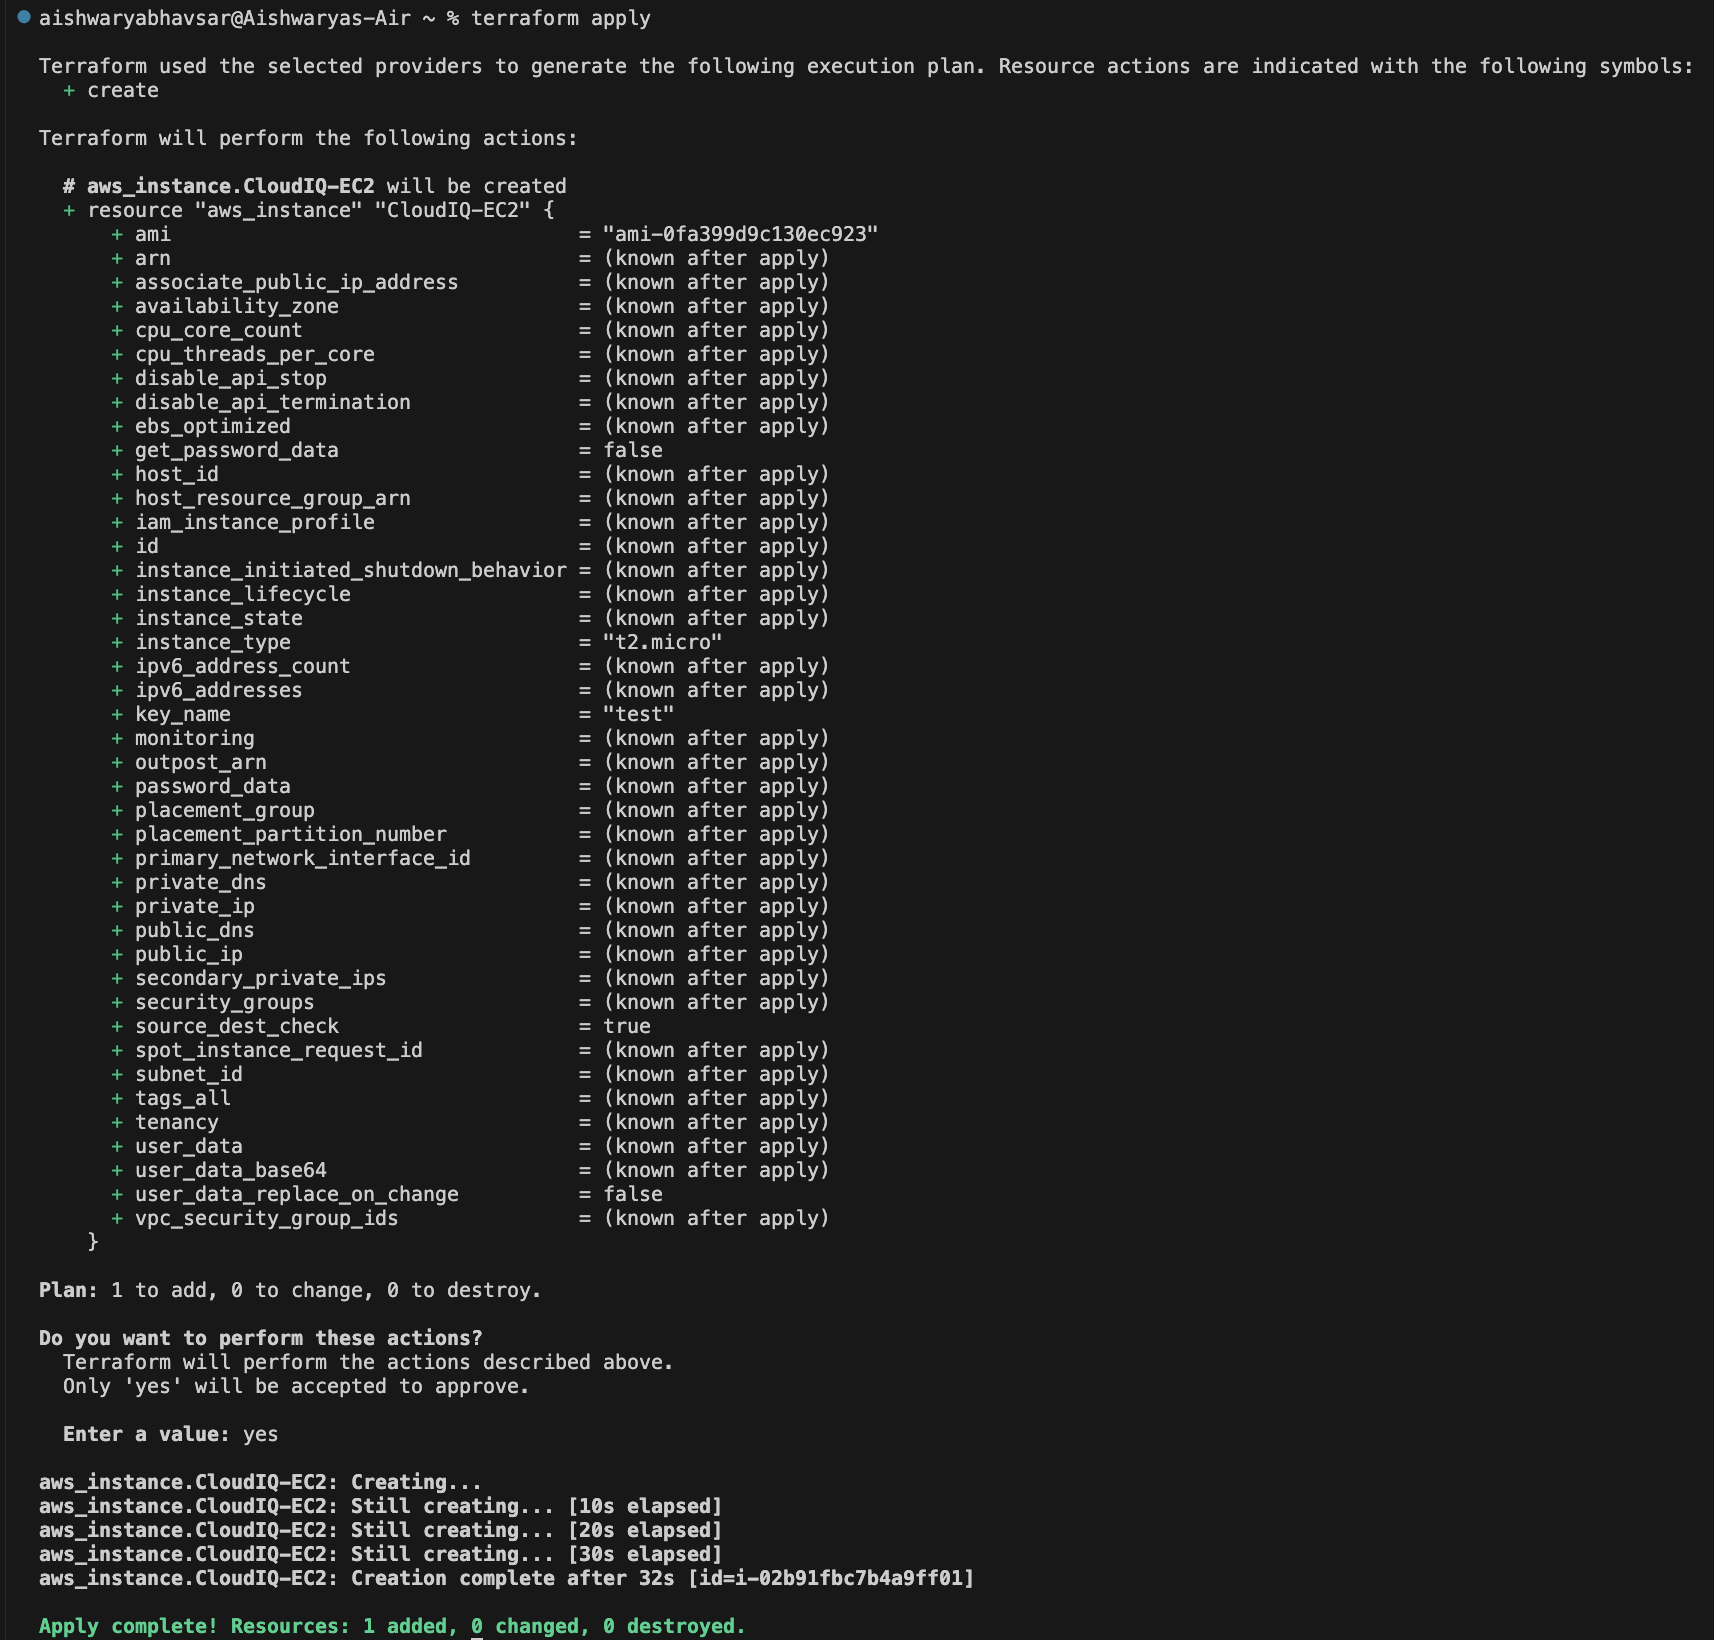 aishwaryabhavsar@Aishwaryas-Air ~ % terraform apply
Terraform used the selected providers to generate the following execution plan. Resource actions are indicated with the following symbols:
+ create
Terraform will perform the following actions:
# aws_instance.CloudIQ-EC2 will be created
+ resource "aws_instance" "CloudIQ-EC2" {
+ ami = "ami-0fa399d9c130ec923"
+ arn = (known after apply)
+ associate_public_ip_address = (known after apply)
+ availability_zone = (known after apply)
+ cpu_core_count = (known after apply)
+ cpu_threads_per_core = (known after apply)
+ disable_api_stop = (known after apply)
+ disable_api_termination = (known after apply)
+ ebs_optimized = (known after apply)
+ get_password_data = false
+ host_id = (known after apply)
+ host_resource_group_arn = (known after apply)
+ iam_instance_profile = (known after apply)
+ id = (known after apply)
+ instance_initiated_shutdown_behavior = (known after apply)
+ instance_lifecycle = (known after apply)
+ instance_state = (known after apply)
+ instance_type = "t2.micro"
+ ipv6_address_count = (known after apply)
+ ipv6_addresses = (known after apply)
+ key_name = "test"
+ monitoring = (known after apply)
+ outpost_arn = (known after apply)
+ password_data = (known after apply)
+ placement_group = (known after apply)
+ placement_partition_number = (known after apply)
+ primary_network_interface_id = (known after apply)
+ private_dns = (known after apply)
+ private_ip = (known after apply)
+ public_dns = (known after apply)
+ public_ip = (known after apply)
+ secondary_private_ips = (known after apply)
+ security_groups = (known after apply)
+ source_dest_check = true
+ spot_instance_request_id = (known after apply)
+ subnet_id = (known after apply)
+ tags_all = (known after apply)
+ tenancy = (known after apply)
+ user_data = (known after apply)
+ user_data_base64 = (known after apply)
+ user_data_replace_on_change = false
+ vpc_security_group_ids = (known after apply)
}
Plan: 1 to add, 0 to change, 0 to destroy.
Do you want to perform these actions?
Terraform will perform the actions described above.
Only 'yes' will be accepted to approve.
Enter a value: yes
aws_instance.CloudIQ-EC2: Creating...
aws_instance.CloudIQ-EC2: Still creating... [10s elapsed]
aws_instance.CloudIQ-EC2: Still creating... [20s elapsed]
aws_instance.CloudIQ-EC2: Still creating... [30s elapsed]
aws_instance.CloudIQ-EC2: Creation complete after 32s [id=i-02b91fbc7b4a9ff01]
Apply complete! Resources: 1 added, 0 changed, 0 destroyed.